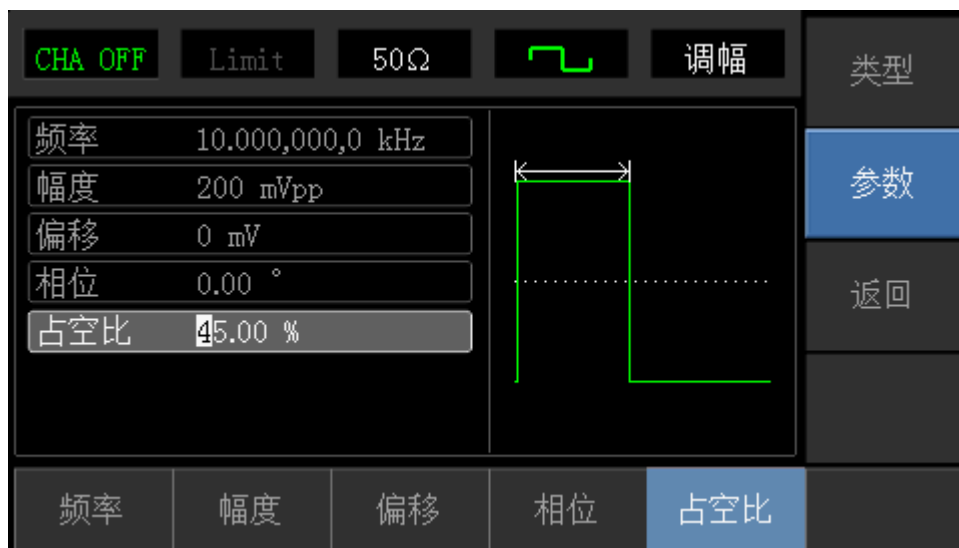 CHA OFF Limit 50Ω 调幅
类型
频率 10.000,000,0 kHz
幅度 200 mVpp
参数
偏移 0 mV
相位 0.00 °
返回
占空比 45.00 %
频率 幅度 偏移 相位 占空比